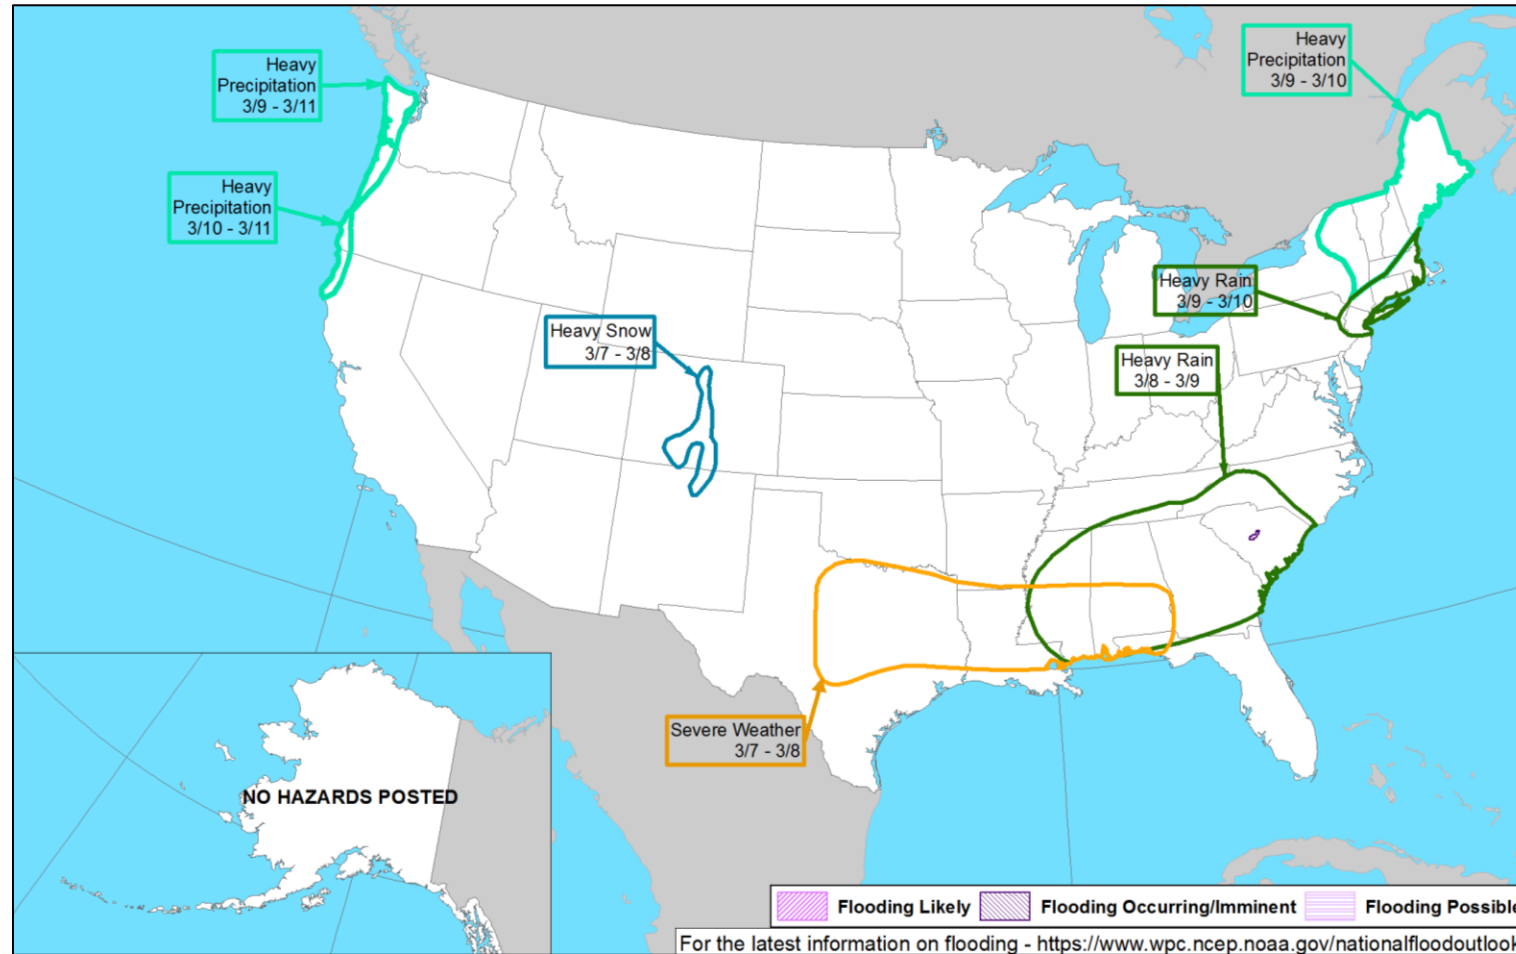 Heavy
Precipitation
3/9 - 3/11
Heavy
Precipitation
3/10 - 3/11
Heavy
Precipitation
3/9 - 3/10
Heavy Rain
3/9 - 3/10
Heavy Snow
3/7 - 3/8
Heavy Rain
3/8 - 3/9
Severe Weather
3/7 - 3/8
NO HAZARDS POSTED
Flooding Likely
Flooding Occurring/Imminent
Flooding Possible
For the latest information on flooding - https://www.wpc.ncep.noaa.gov/nationalfloodoutlook